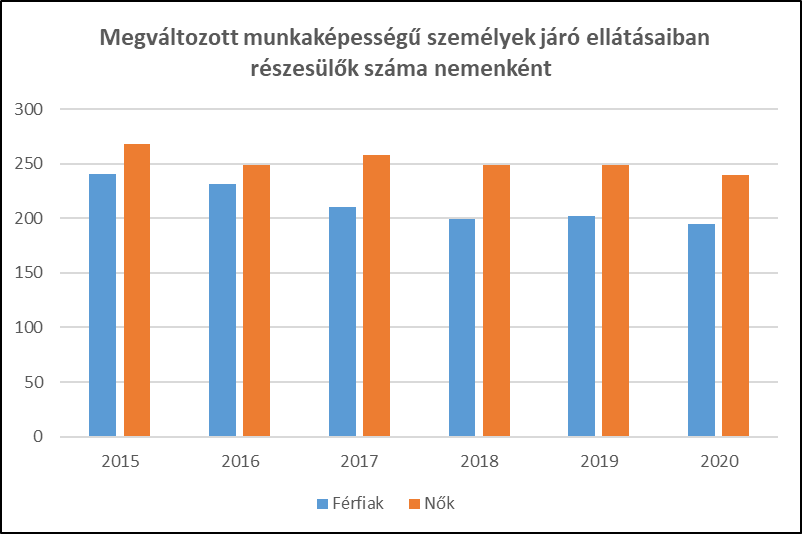 Megváltozott munkaképességű személyek járó ellátásaiban
részesülők száma nemenként
300
250
200
150
100
50
0
2015 2016 2017 2018 2019 2020
Férfiak Nők